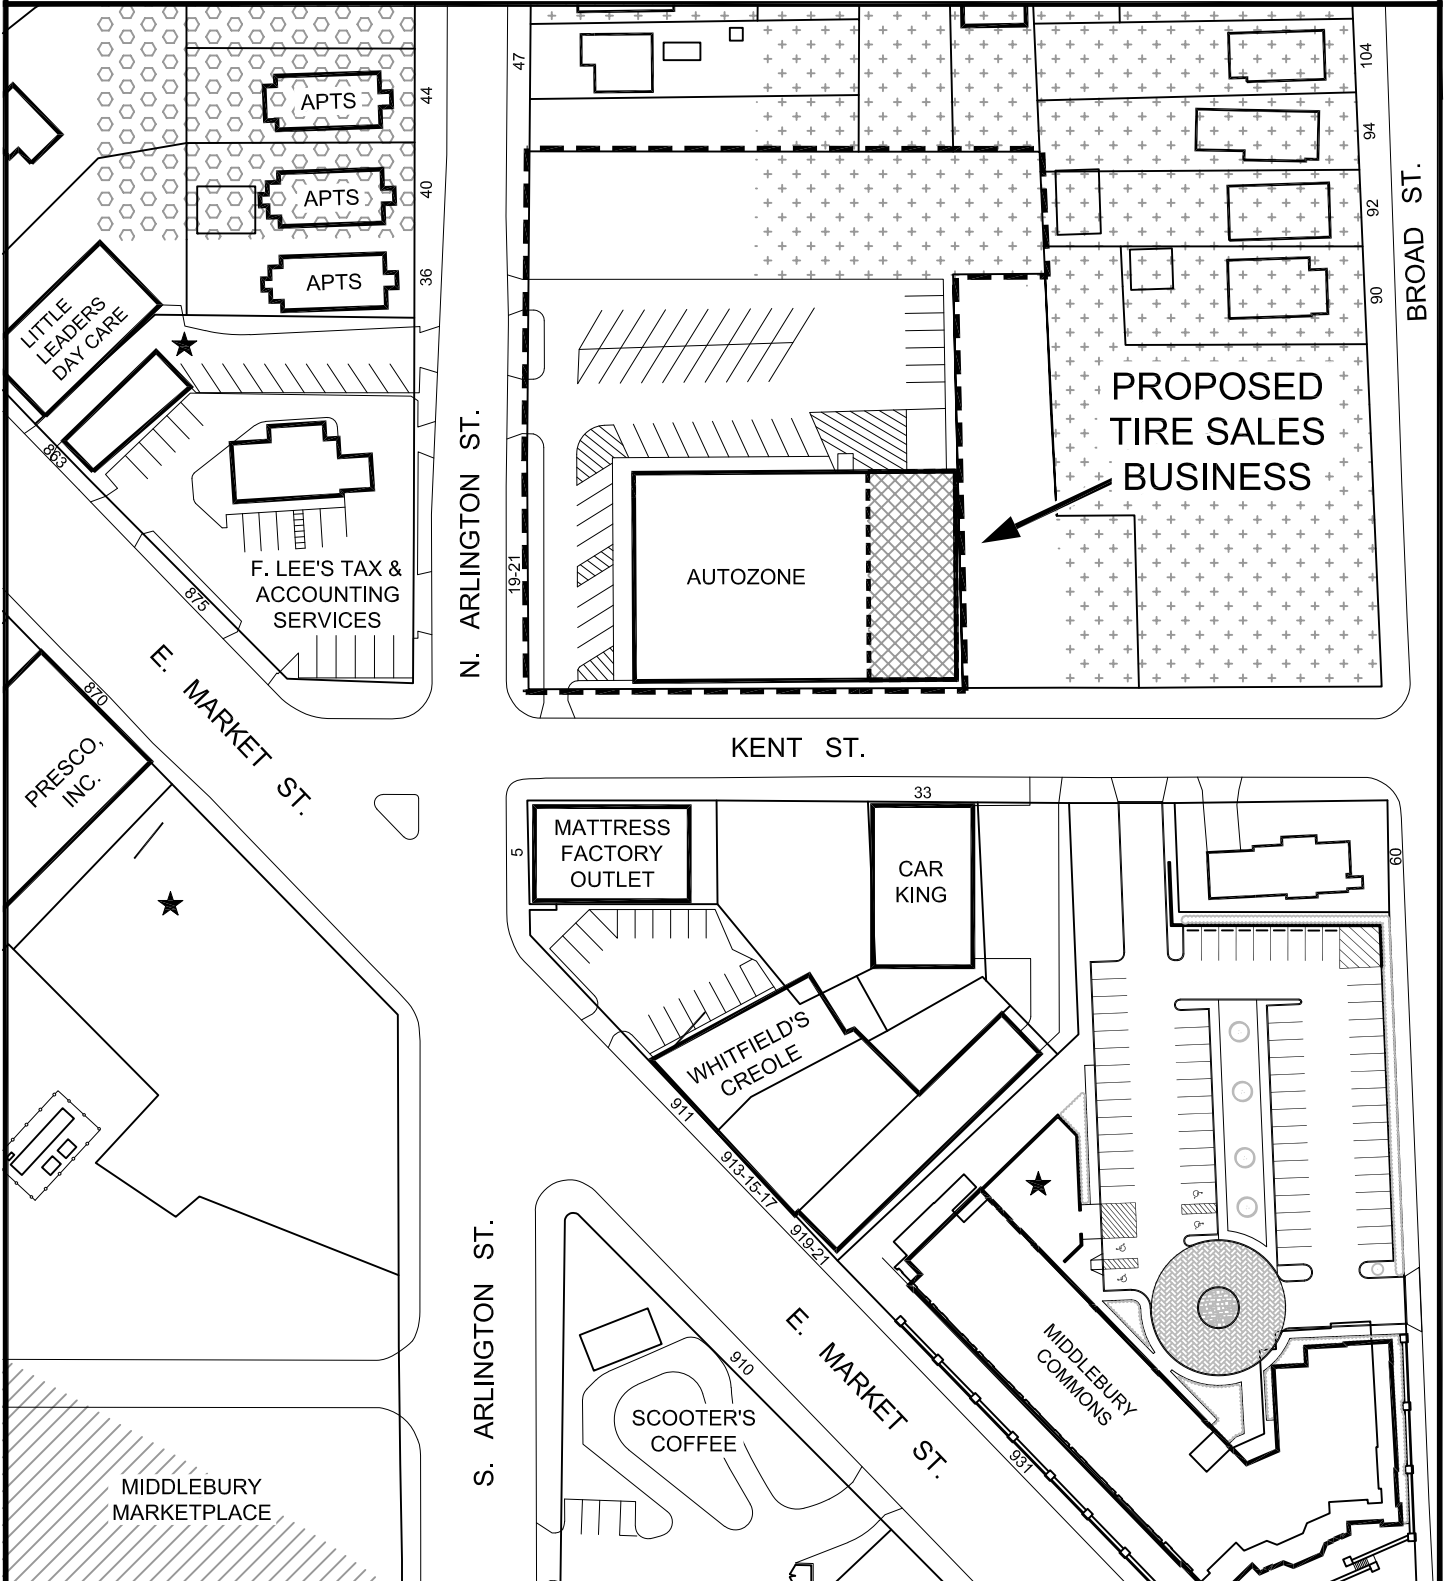 47
104
APTS
44
94
APTS
40
92
BROAD ST.
APTS
36
90
LITTLE
LEADERS
DAY CARE
PROPOSED
TIRE SALES
BUSINESS
863
N. ARLINGTON ST.
19-21
AUTOZONE
F. LEE'S TAX &
ACCOUNTING
SERVICES
875
E. MARKET ST.
870
PRESCO,
INC.
KENT ST.
33
5
MATTRESS
FACTORY
OUTLET
CAR
KING
60
WHITFIELD'S
CREOLE
911
913-15-17
919-21
S. ARLINGTON ST.
E. MARKET ST.
910
MIDDLEBURY
COMMONS
SCOOTER'S
COFFEE
931
MIDDLEBURY
MARKETPLACE